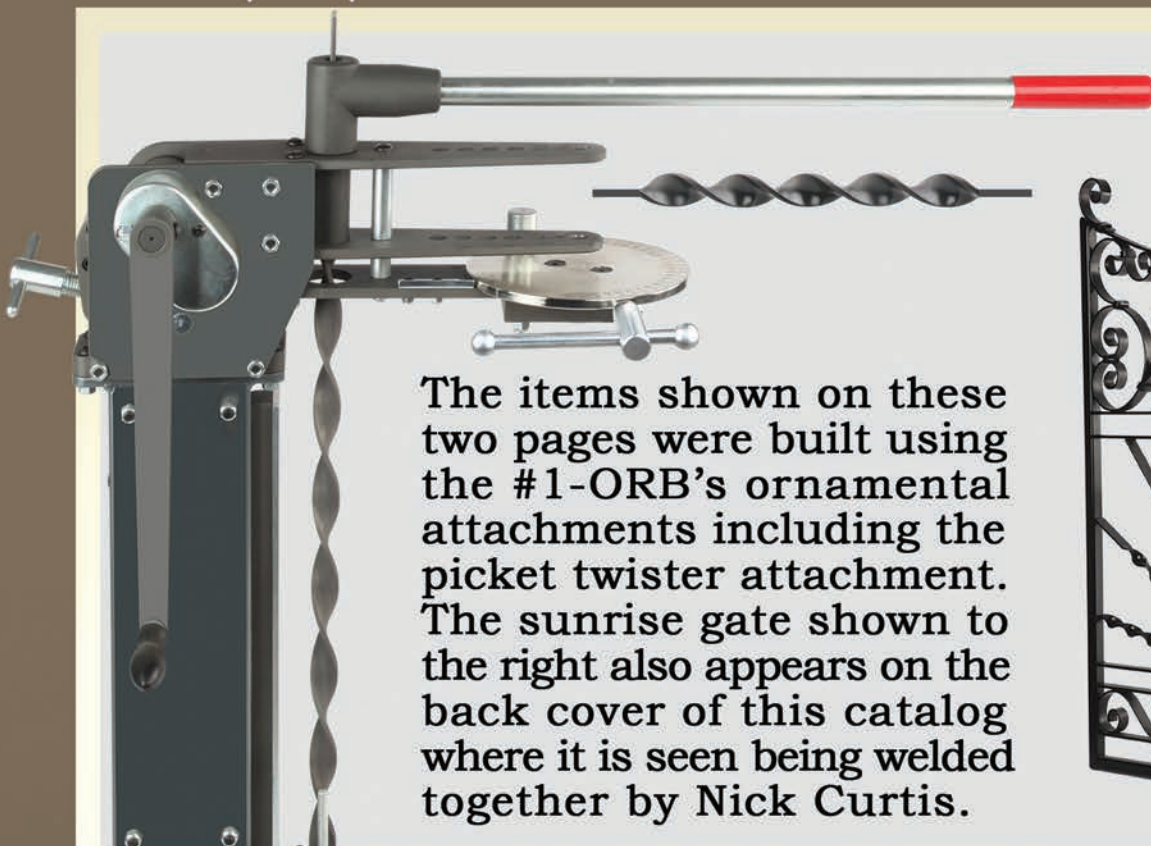 The items shown on these
two pages were built using
the #1-ORB's ornamental
attachments including the
picket twister attachment.
The sunrise gate shown to
the right also appears on the
back cover of this catalog
where it is seen being welded
together by Nick Curtis.